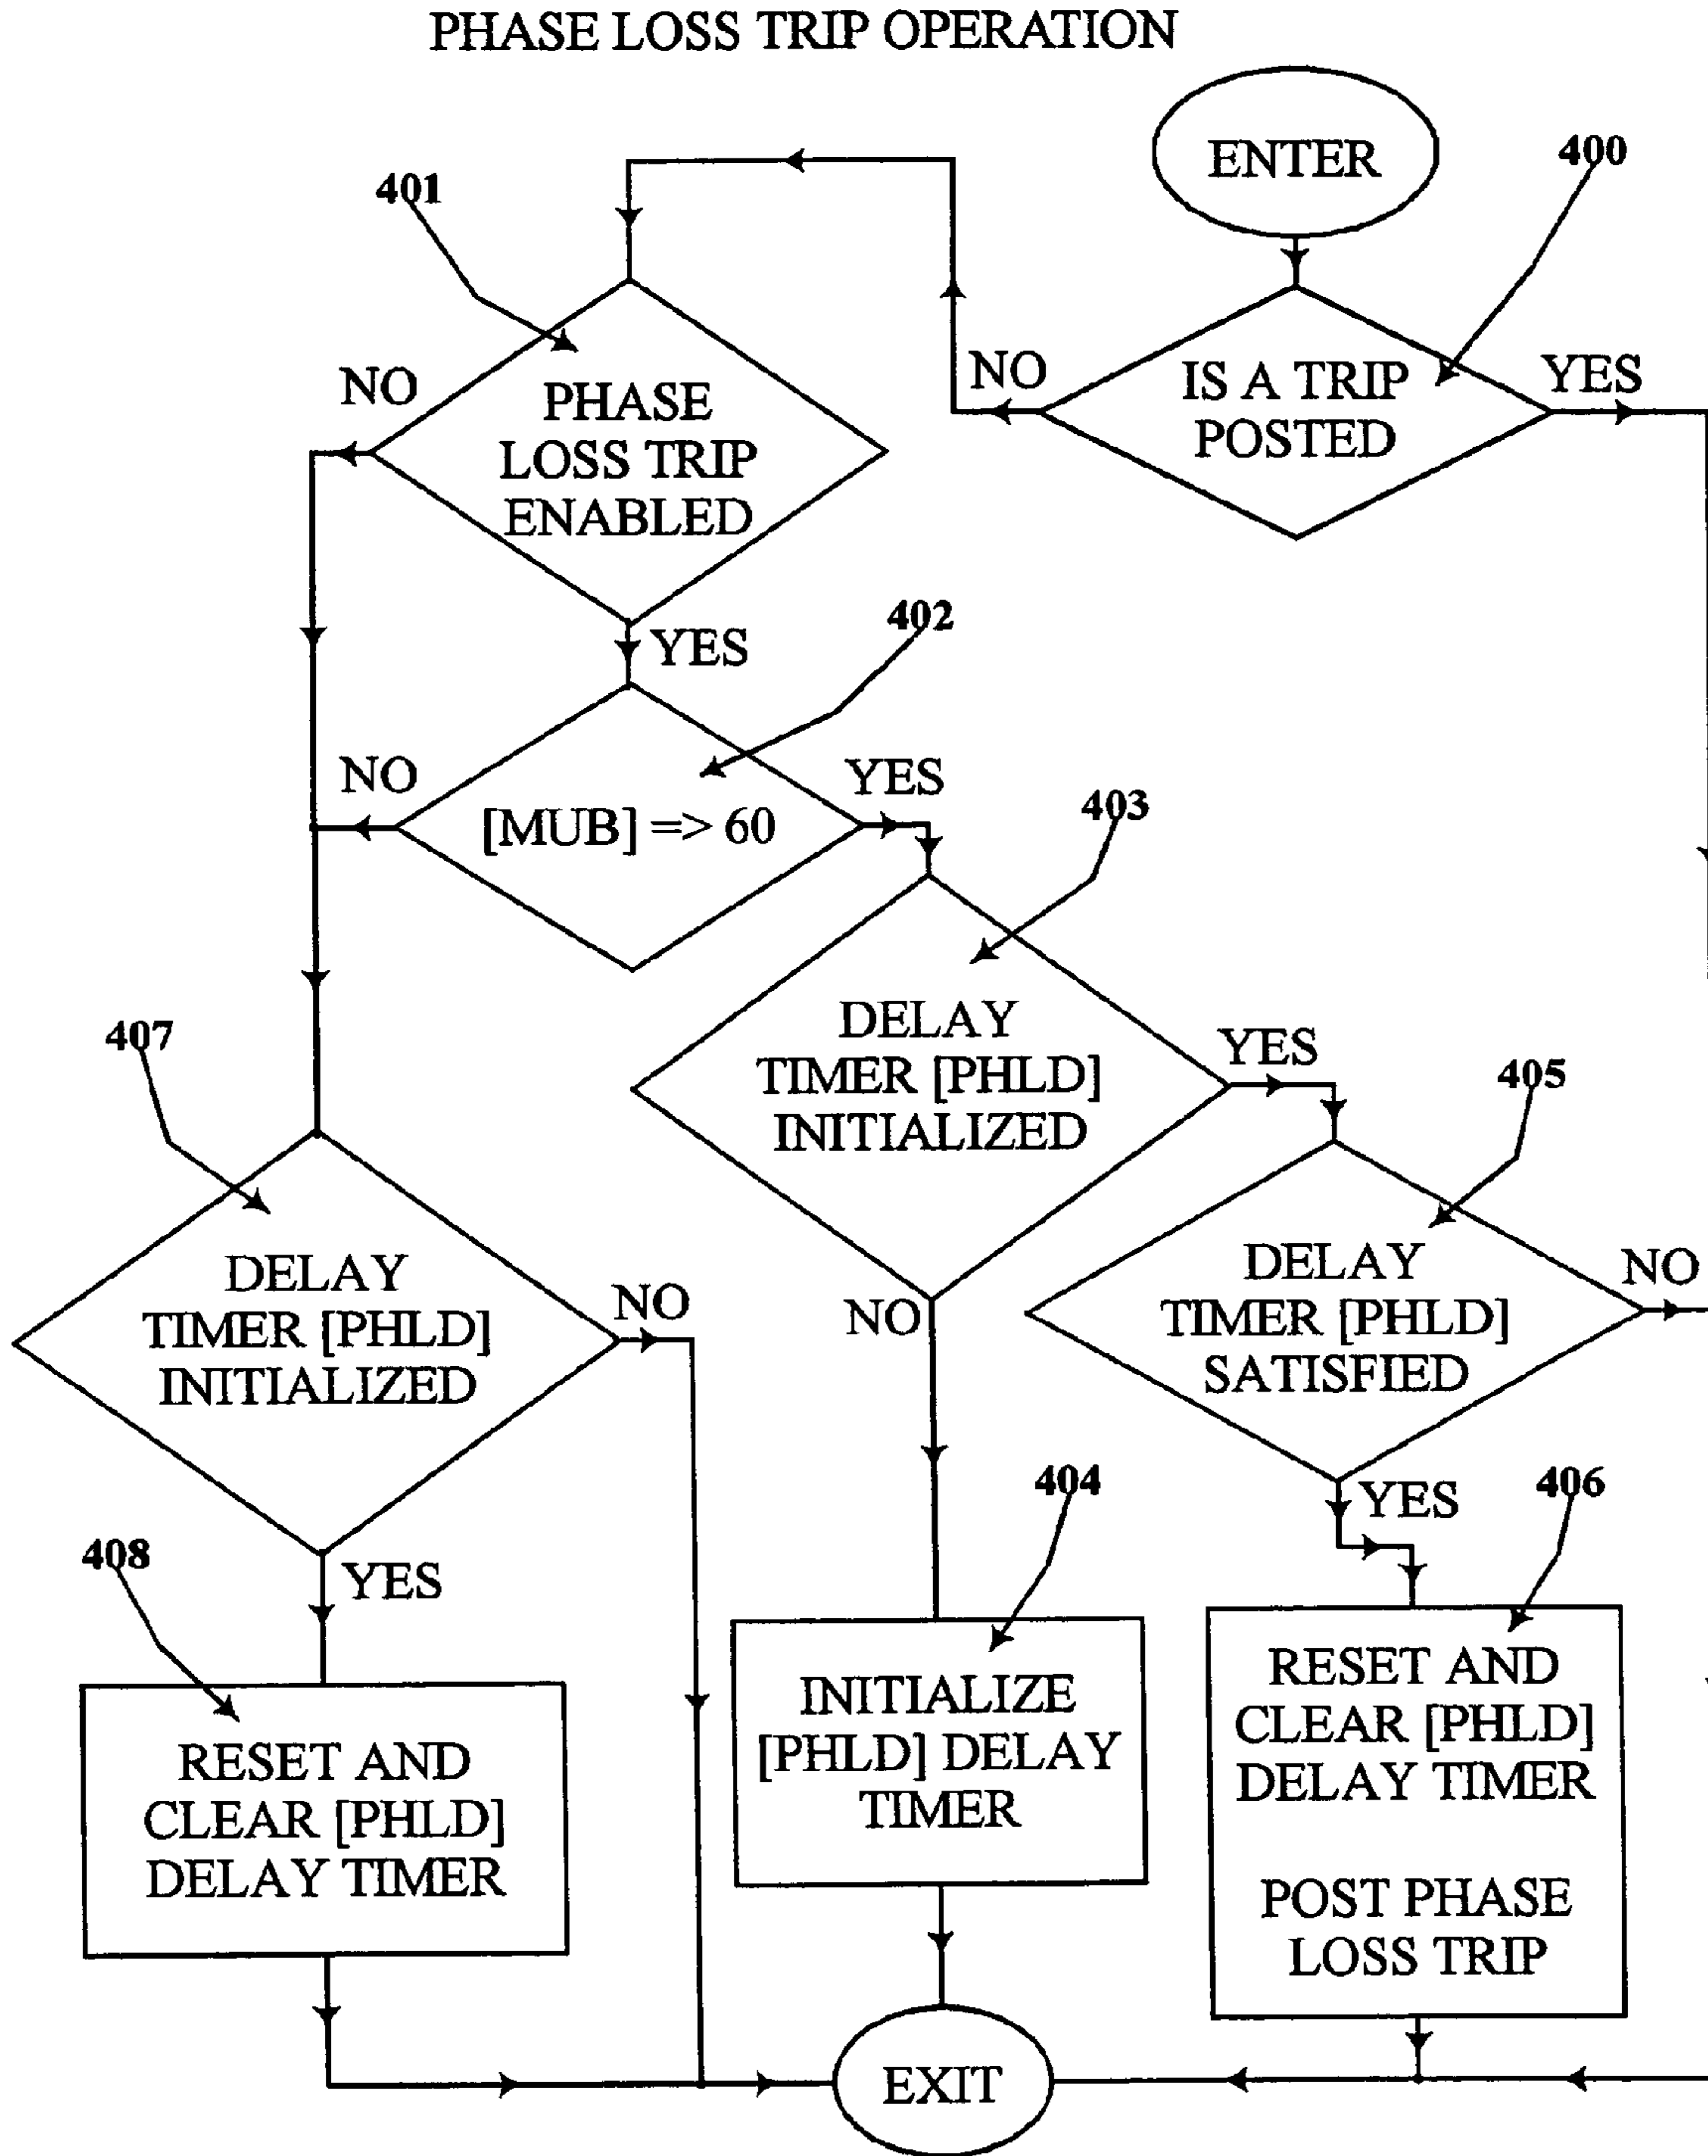 PHASE LOSS TRIP OPERATION
ENTER
400
401
IS A TRIP
POSTED
NO
YES
PHASE
LOSS TRIP
ENABLED
NO
YES
402
[MUB] => 60
NO
YES
403
DELAY
TIMER [PHLD]
INITIALIZED
YES
NO
405
DELAY
TIMER [PHLD]
SATISFIED
NO
YES
407
DELAY
TIMER [PHLD]
INITIALIZED
NO
YES
408
RESET AND
CLEAR [PHLD]
DELAY TIMER
404
INITIALIZE
[PHLD] DELAY
TIMER
406
RESET AND
CLEAR [PHLD]
DELAY TIMER
POST PHASE
LOSS TRIP
EXIT